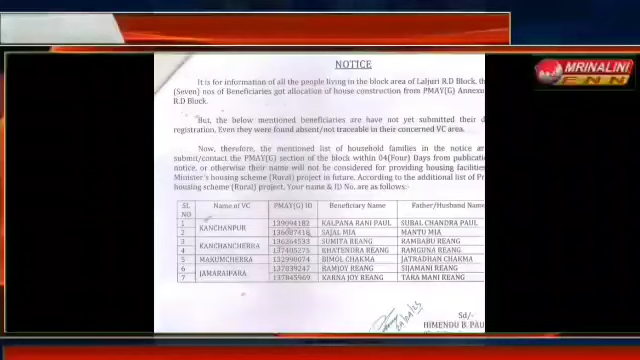 NOTICE
MRINALINI
ENN
It is for information of all the people living in the block area of Laljuri R.D Block, th
(Seven) nos of Beneficiaries got allocation of house construction from PMAY(G) Annexu
R.D Block.
But, the below mentioned beneficiaries are have not yet submitted their d
registration. Even they were found absent/not traceable in their concerned VC area.
Now, therefore, the mentioned list of household families in the notice ar
submit/contact the PMAY(G) section of the block within 04(Four) Days from publicati
notice, or otherwise their name will not be considered for providing housing facilities
Minister's housing scheme (Rural) project in future. According to the additional list of Pr
housing scheme (Rural) project, Your name & ID No. are as follows:-
SL NO Name of VC PMAY(G) ID Beneficiary Name Father/Husband Name
1 KANCHANPUR 139094182 KALPANA RANI PAUL SUBAL CHANDRA PAUL
2 SAJAL MIA MANTU MIA
3 KANCHANCHERRA 136264533 SUMITA REANG RAMBABU REANG
4 137405275 KHATENDRA REANG RAMGUNA REANG
5 MAKUMCHERRA 132990074 BIMOL CHAKMA JATRADHAN CHAKMA
6 JAMARAIPARA 137839247 RAMJOY REANG SIJAMANI REANG
7 137845969 KARNA JOY REANG TARA MANI REANG
Sd/-
HIMENDU B. PAU